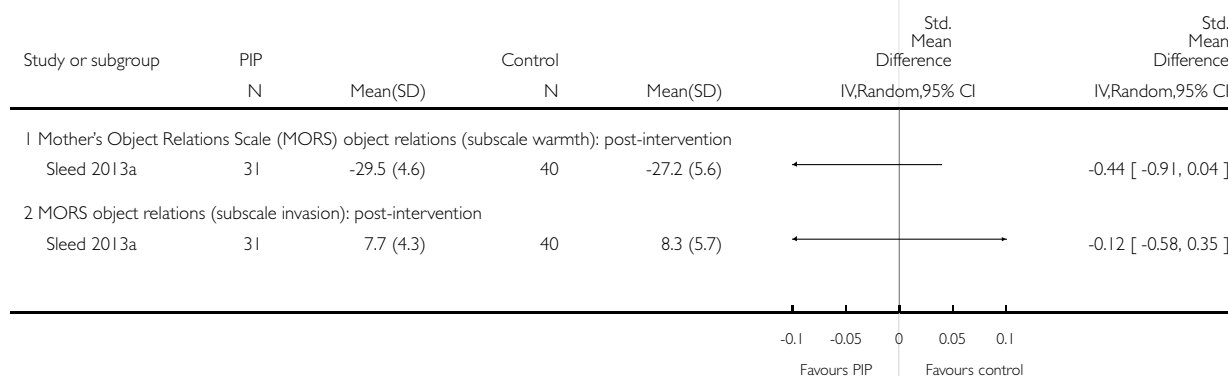 Study or subgroup PIP Control Std. Mean Difference Std. Mean Difference
N Mean(SD) N Mean(SD) IV,Random,95% CI IV,Random,95% CI
1 Mother's Object Relations Scale (MORS) object relations (subscale warmth): post-intervention
Sleed 2013a 31 -29.5 (4.6) 40 -27.2 (5.6) -0.44 [ -0.91, 0.04 ]
2 MORS object relations (subscale invasion): post-intervention
Sleed 2013a 31 7.7 (4.3) 40 8.3 (5.7) -0.12 [ -0.58, 0.35 ]
-0.1 -0.05 0 0.05 0.1
Favours PIP Favours control